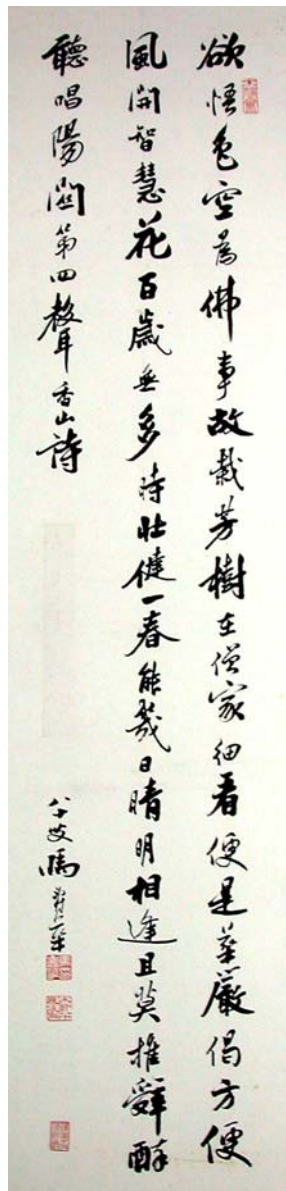 欲悟色空為佛事故栽芳樹在僧家細看便是華嚴偈方便
風開智慧花百歲無多時壯健一春能幾日晴明相逢且莫推辭醉
聽唱陽關第四聲香山詩
八十叟馬壽華